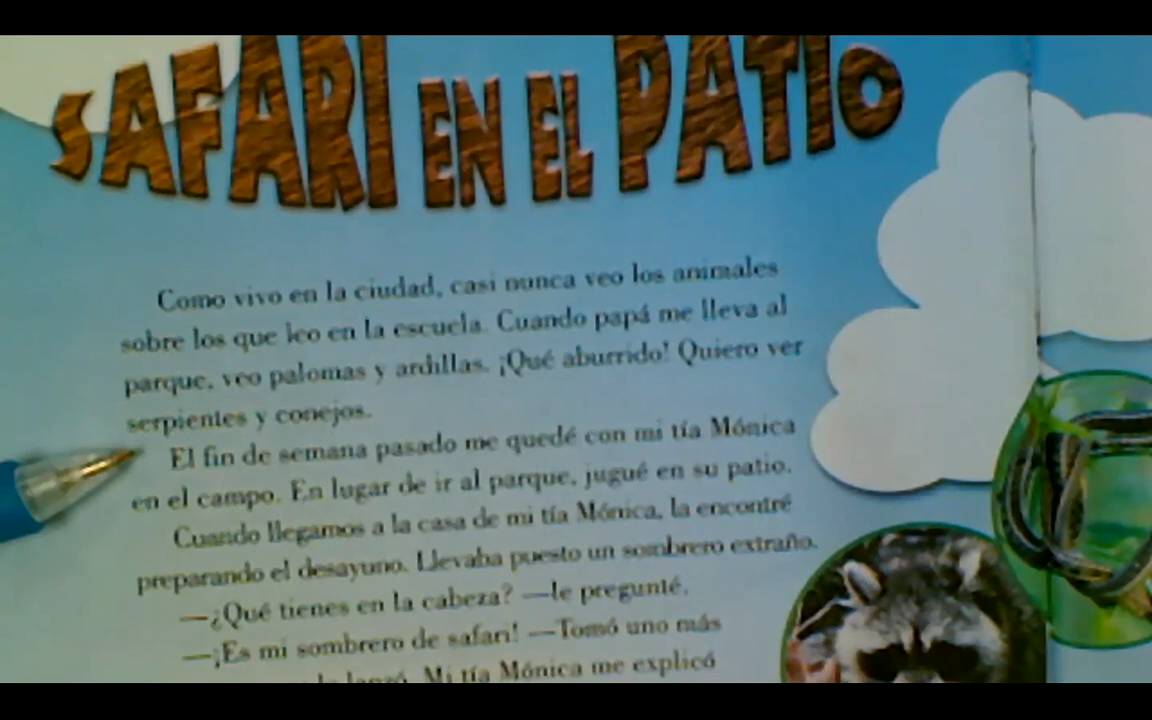 SAFARI EN EL PATIO
Como vivo en la ciudad, casi nunca veo los animales
sobre los que leo en la escuela. Cuando papá me lleva al
parque, veo palomas y ardillas. ¡Qué aburrido! Quiero ver
serpientes y conejos.
El fin de semana pasado me quedé con mi tía Mónica
en el campo. En lugar de ir al parque, jugué en su patio.
Cuando llegamos a la casa de mi tía Mónica, la encontré
preparando el desayuno. Llevaba puesto un sombrero extraño.
—¿Qué tienes en la cabeza? —le pregunté.
—¡Es mi sombrero de safari! —Tomó uno más
lanzó. Mi tía Mónica me explicó